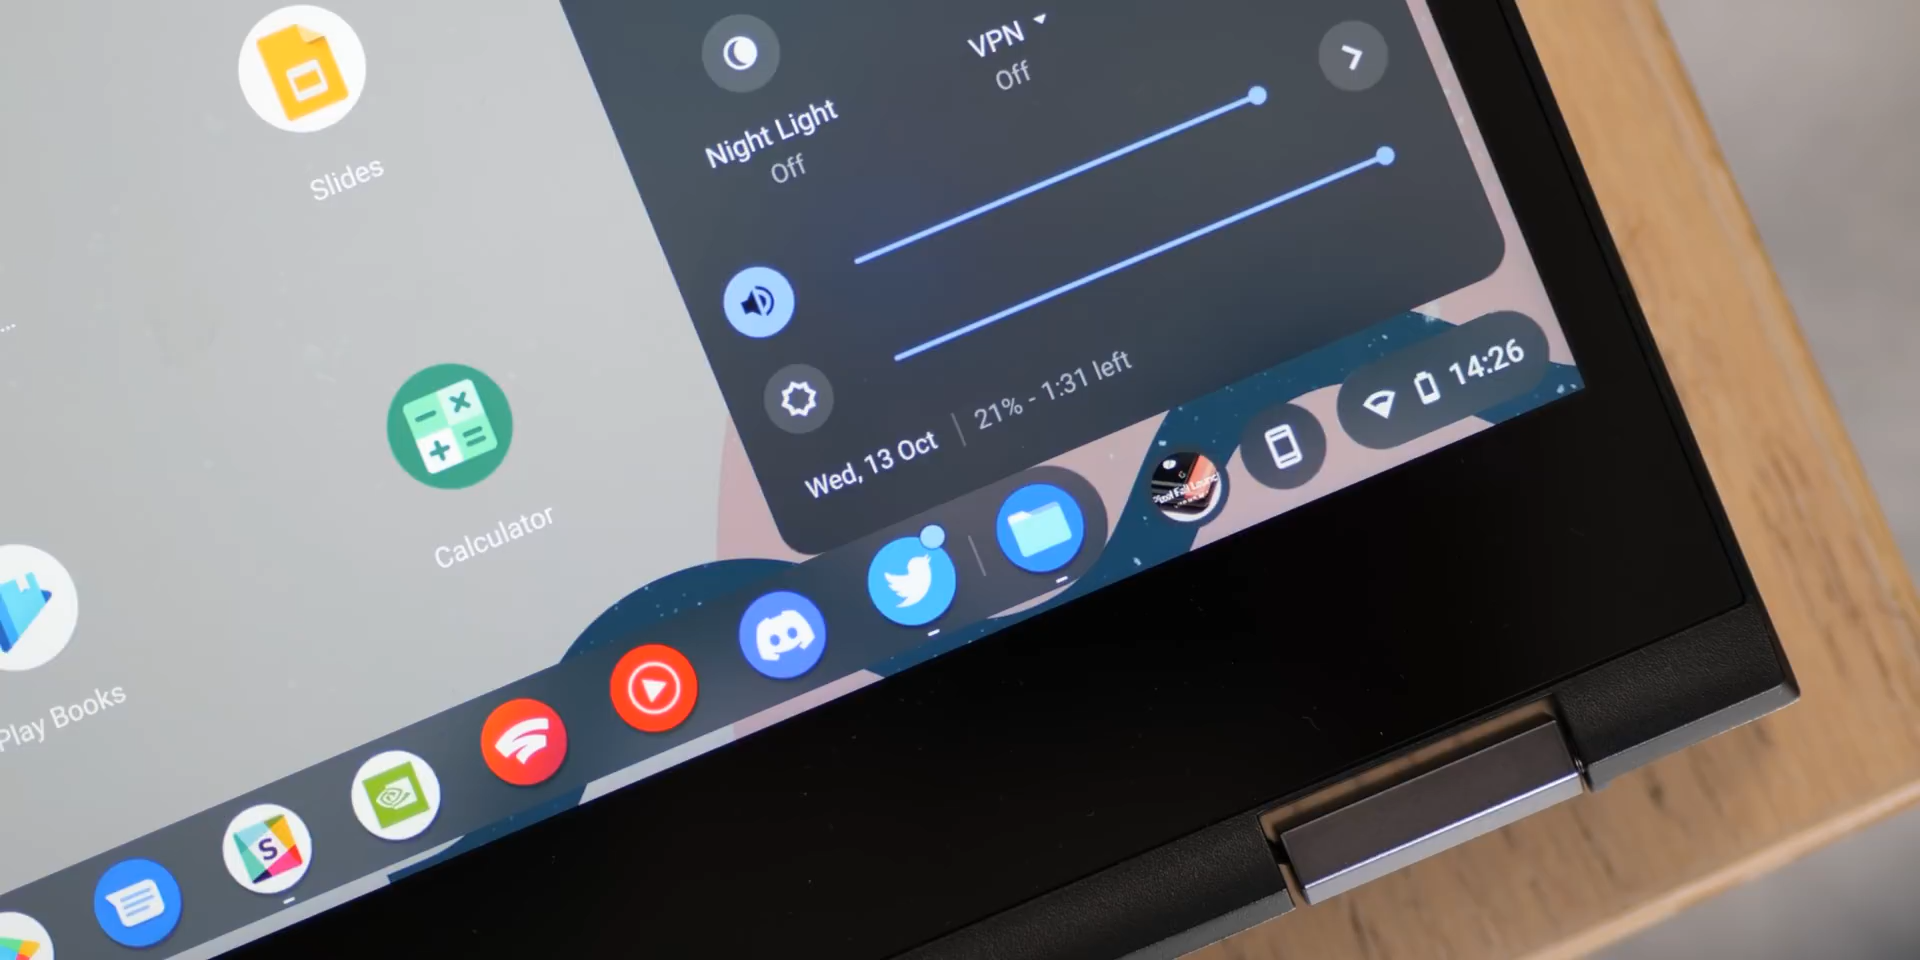 Slides
Calculator
Play Books
VPN
Off
Night Light
Off
Wed, 13 Oct | 21% - 1:31 left
14:26
S